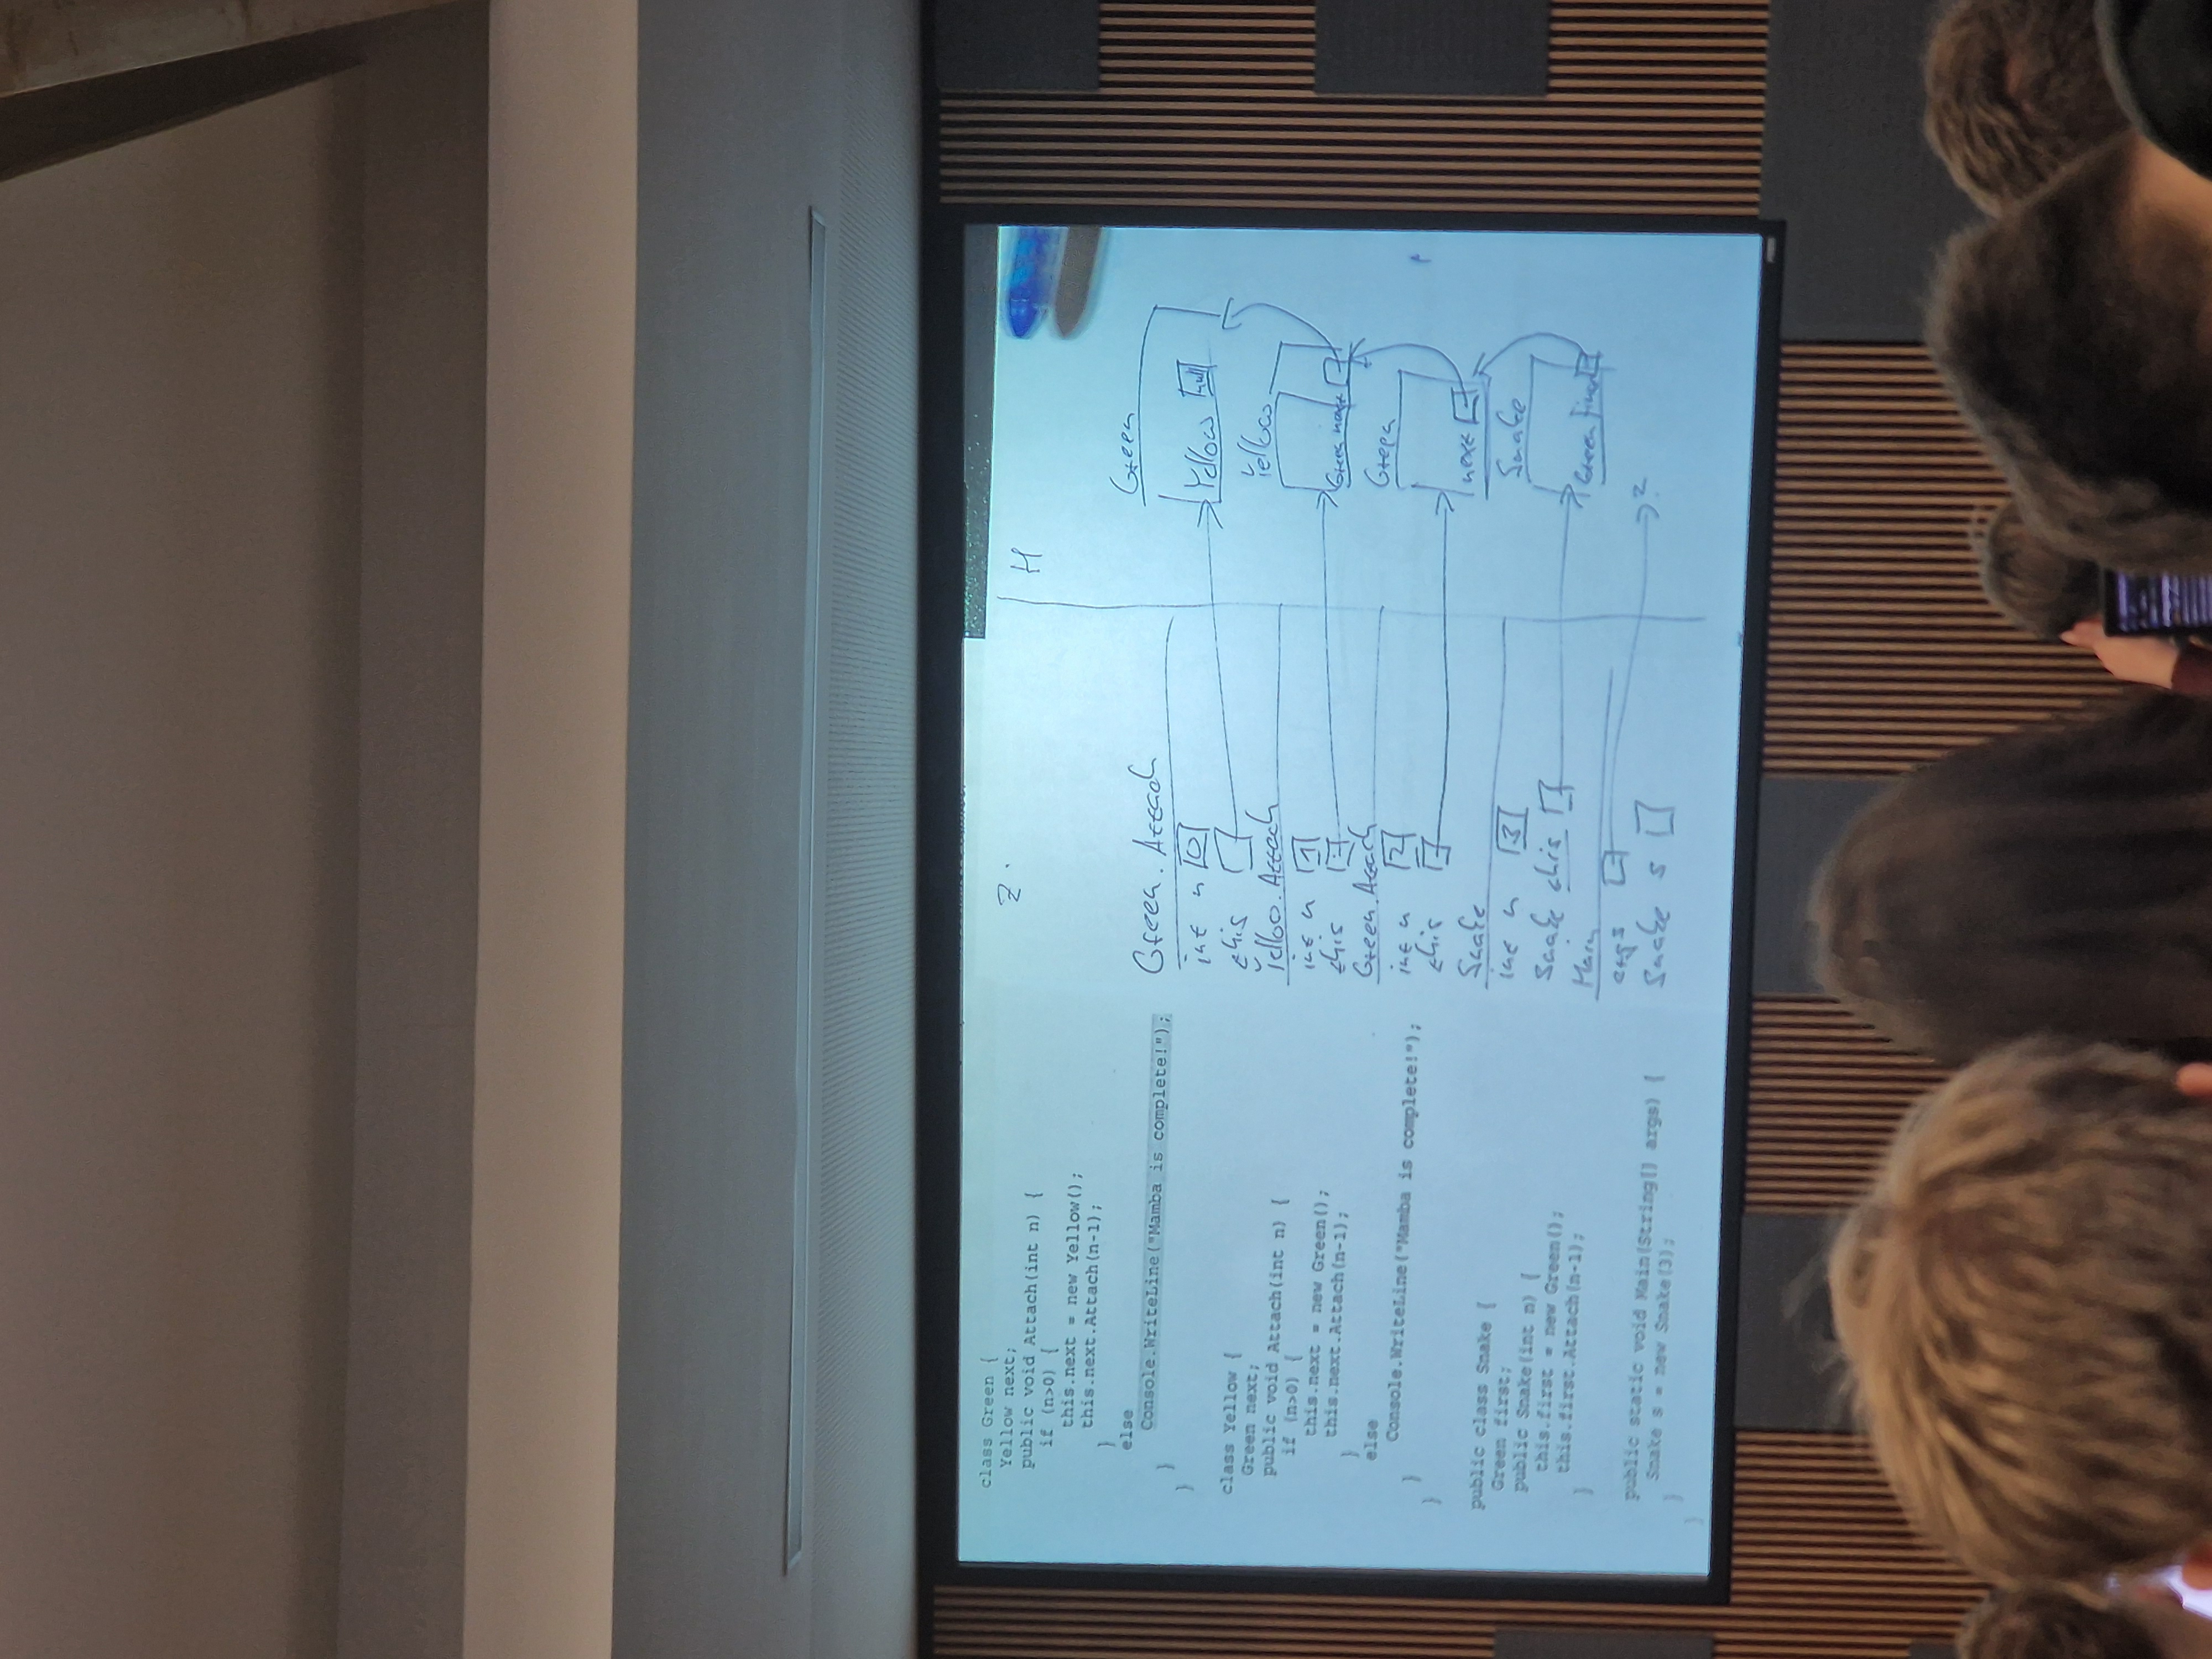 class Green {
Yellow next;
public void Attach(int n) {
if (n>0) {
this.next = new Yellow();
this.next.Attach(n-1);
}
else
Console.WriteLine("Mamba is complete!");
}
}
class Yellow {
Green next;
public void Attach(int n) {
if (n>0) {
this.next = new Green();
this.next.Attach(n-1);
}
else
Console.WriteLine("Mamba is complete!");
}
}
public class Snake {
Green first;
public Snake(int n) {
this.first = new Green();
this.first.Attach(n-1);
}
public static void Main(String[] args) {
Snake s = new Snake(3);
}
}
Z.
Green.Attach
int n 0
this
Yelloo.Attach
int n 1
this
Green.Attach
int n 2
this
Snake
int n 3
Snake this
Main
args
Snake s
H
Green
Yellow null
Yellow
Green next
Green
next
Snake
Green first
?